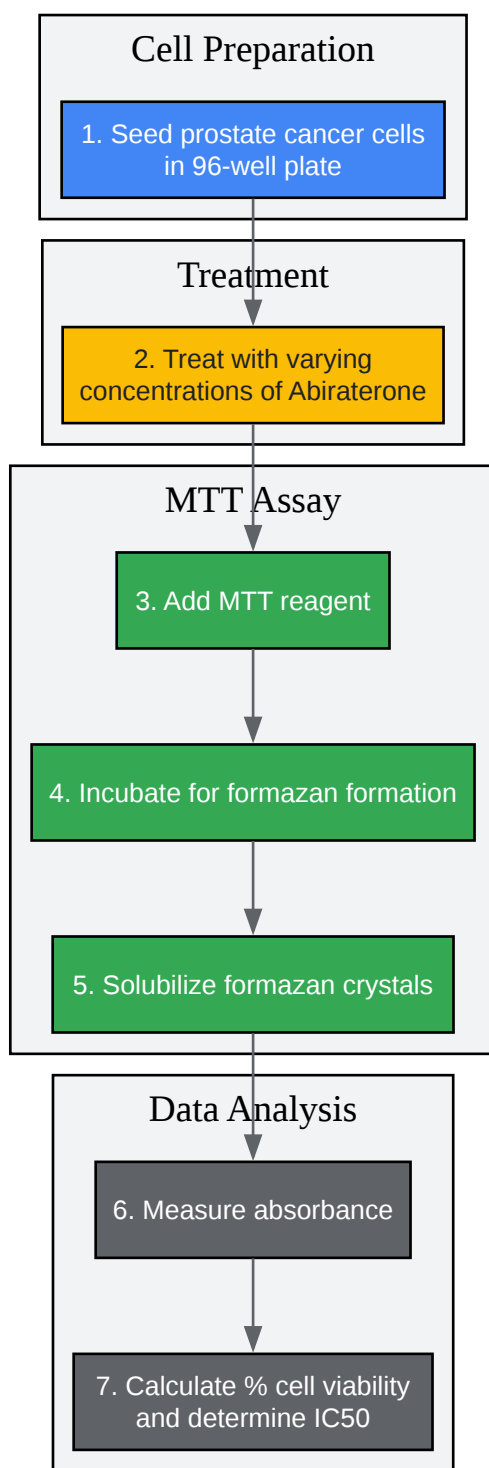 Cell Preparation
1. Seed prostate cancer cells
in 96-well plate
Treatment
2. Treat with varying
concentrations of Abiraterone
MTT Assay
3. Add MTT reagent
4. Incubate for formazan formation
5. Solubilize formazan crystals
Data Analysis
6. Measure absorbance
7. Calculate % cell viability
and determine IC50